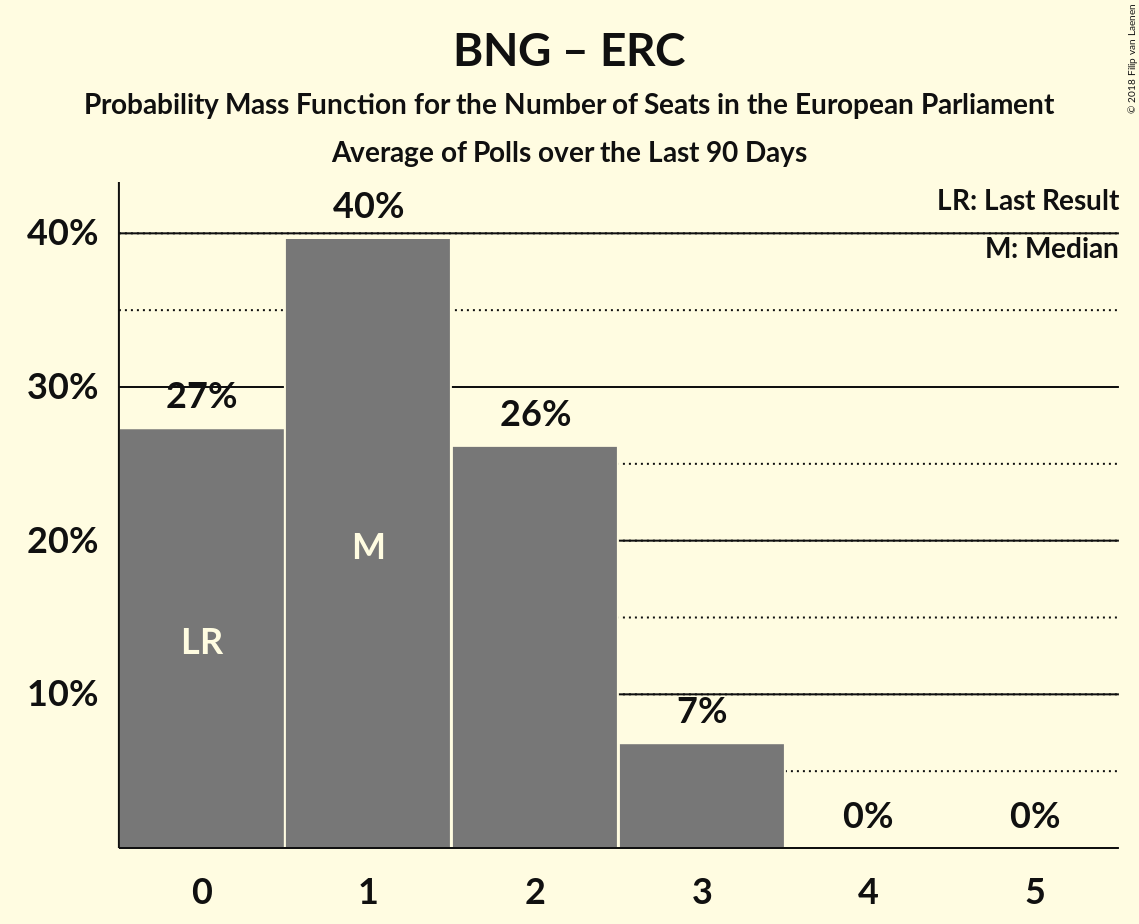 BNG – ERC
Probability Mass Function for the Number of Seats in the European Parliament
Average of Polls over the Last 90 Days
© 2018 Filip van Laenen
LR: Last Result
M: Median
40%
30%
20%
10%
27%
40%
26%
7%
0%
0%
LR
M
0
1
2
3
4
5